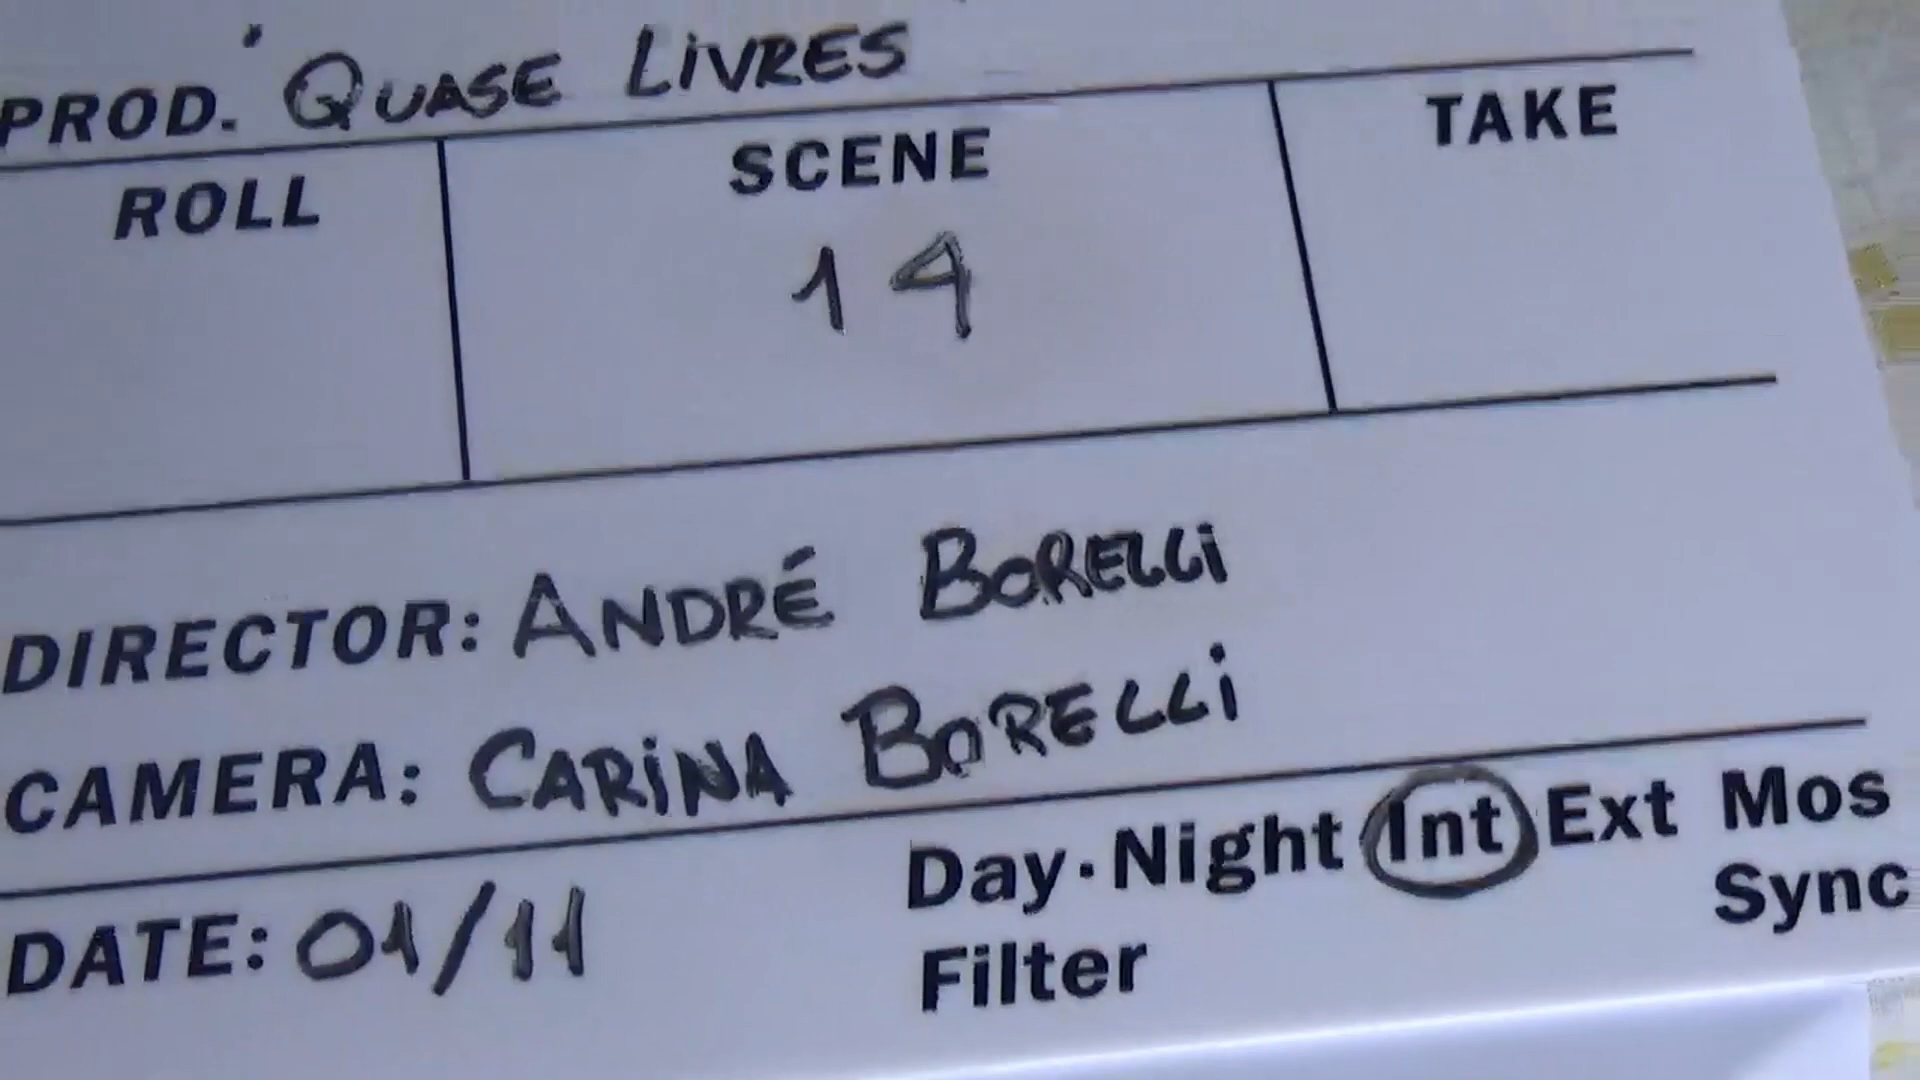 PROD. QUASE LiVRES
ROLL SCENE TAKE
14
DIRECTOR: ANDRÉ BORELLi
CAMERA: CARiNA BORELLi
Day·Night Int Ext Mos
DATE: 01/11 Filter Sync